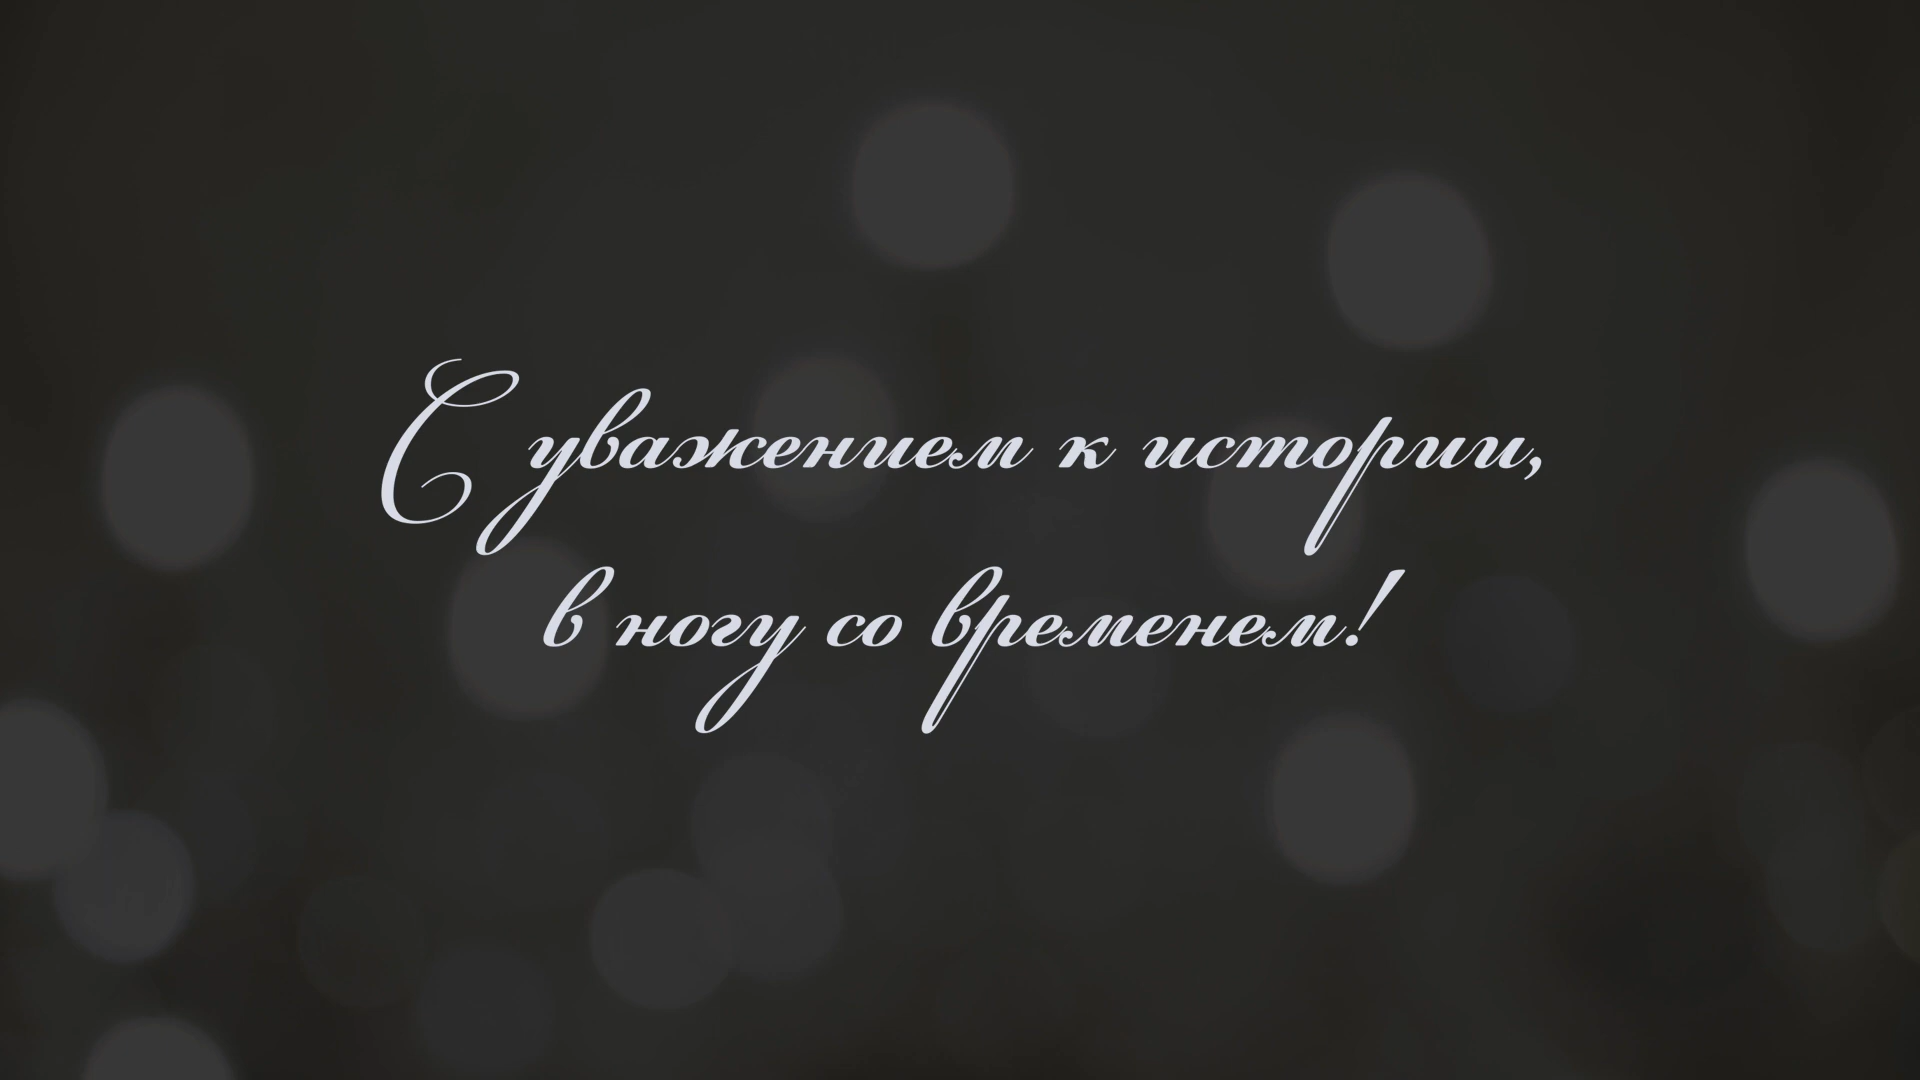 С уважением к истории,
в ногу со временем!